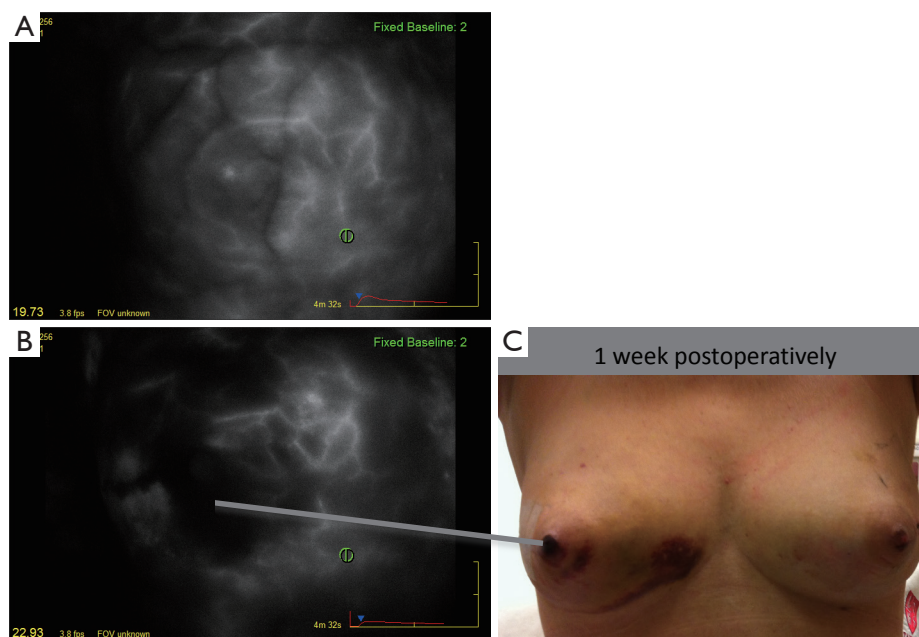 A
256
1
Fixed Baseline: 2
4m 32s
19.73 3.8 fps FOV unknown
B
256
1
Fixed Baseline: 2
4m 32s
22.93 3.8 fps FOV unknown
C
1 week postoperatively